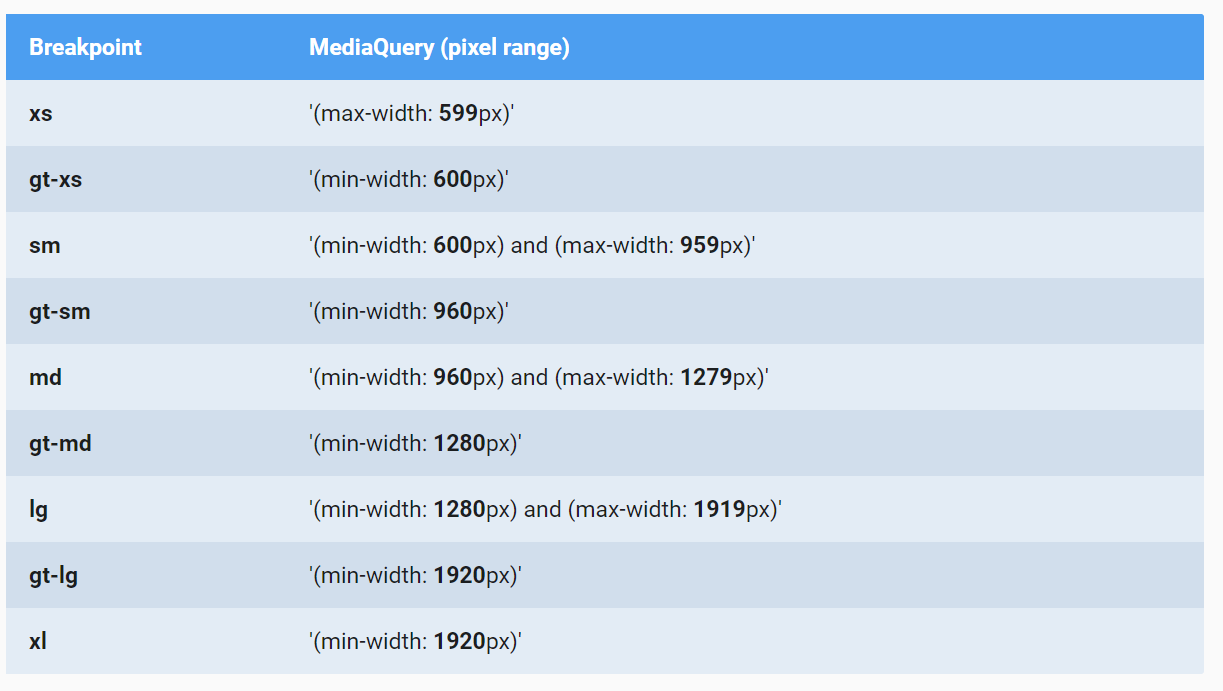 Breakpoint MediaQuery (pixel range)
xs '(max-width: 599px)'
gt-xs '(min-width: 600px)'
sm '(min-width: 600px) and (max-width: 959px)'
gt-sm '(min-width: 960px)'
md '(min-width: 960px) and (max-width: 1279px)'
gt-md '(min-width: 1280px)'
lg '(min-width: 1280px) and (max-width: 1919px)'
gt-lg '(min-width: 1920px)'
xl '(min-width: 1920px)'